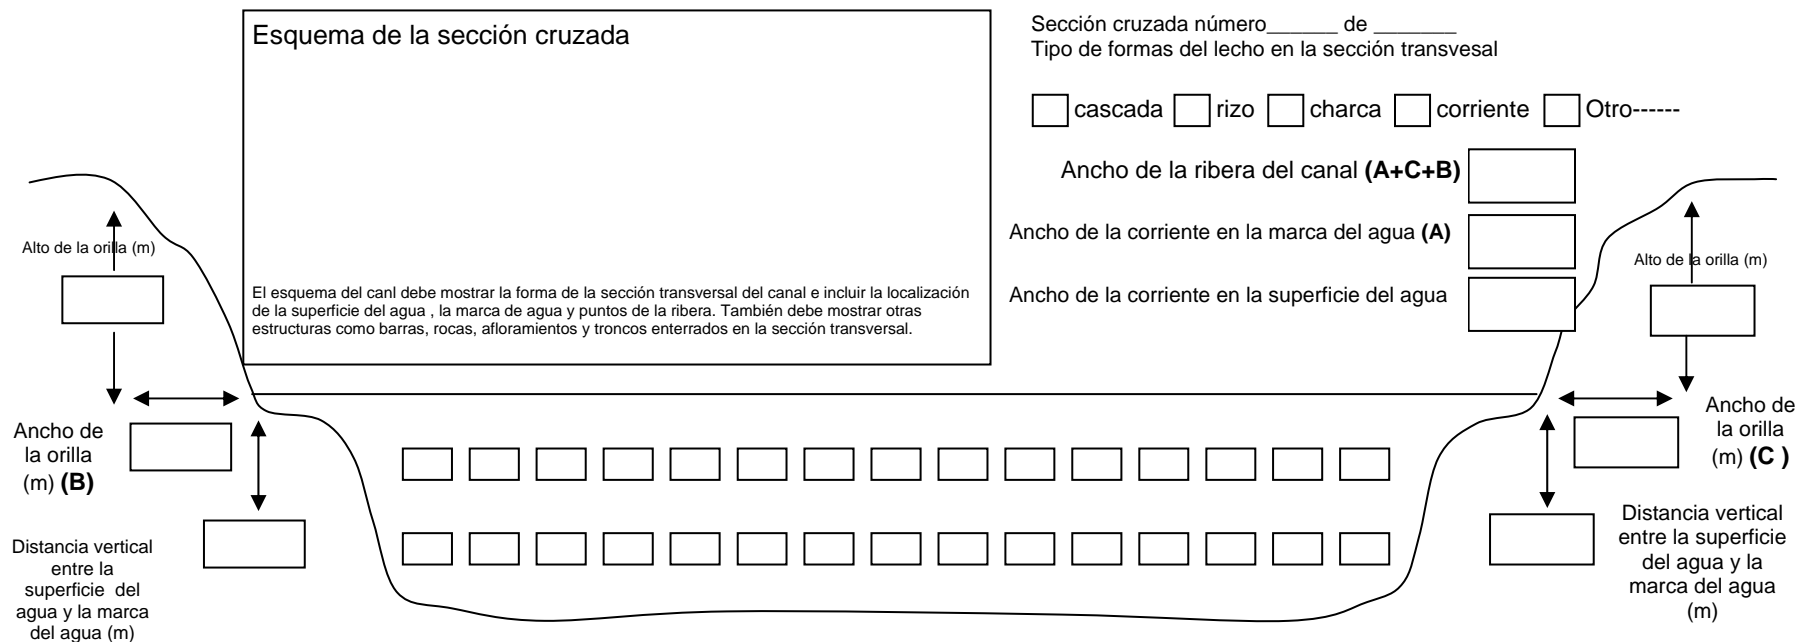 Esquema de la sección cruzada
El esquema del canl debe mostrar la forma de la sección transversal del canal e incluir la localización
de la superficie del agua , la marca de agua y puntos de la ribera. También debe mostrar otras
estructuras como barras, rocas, afloramientos y troncos enterrados en la sección transversal.
Sección cruzada número______ de _______
Tipo de formas del lecho en la sección transvesal
cascada rizo charca corriente Otro------
Ancho de la ribera del canal (A+C+B)
Ancho de la corriente en la marca del agua (A)
Ancho de la corriente en la superficie del agua
Alto de la orilla (m)
Ancho de
la orilla
(m) (B)
Distancia vertical
entre la
superficie del
agua y la marca
del agua (m)
Alto de la orilla (m)
Ancho de
la orilla
(m) (C )
Distancia vertical
entre la superficie
del agua y la
marca del agua
(m)